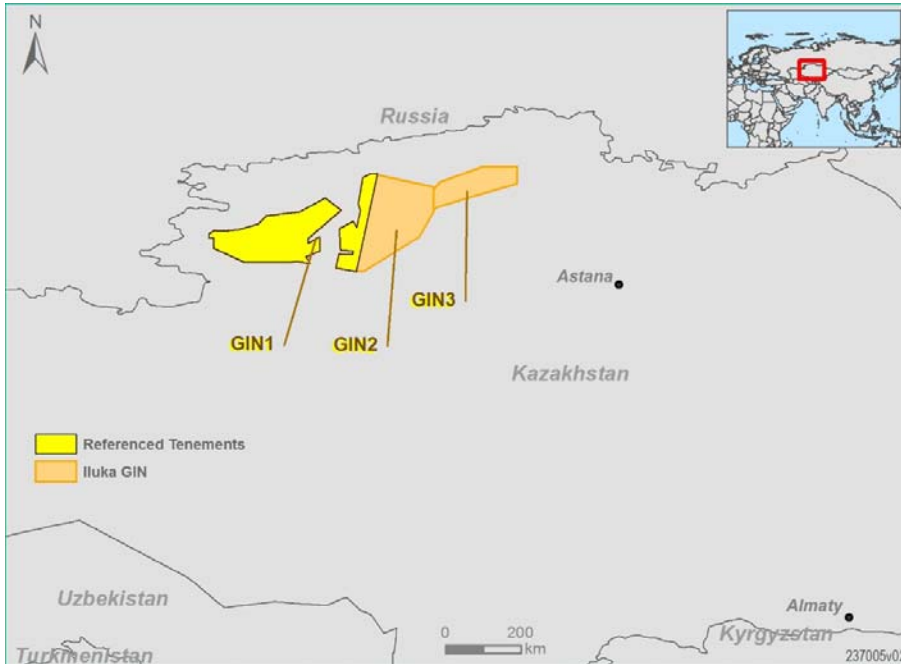 N
Russia
Astana
GIN3
GIN1
GIN2
Kazakhstan
Referenced Tenements
Iluka GIN
Uzbekistan
Almaty
0 200
km
Kyrgyzstan
Turkmenistan